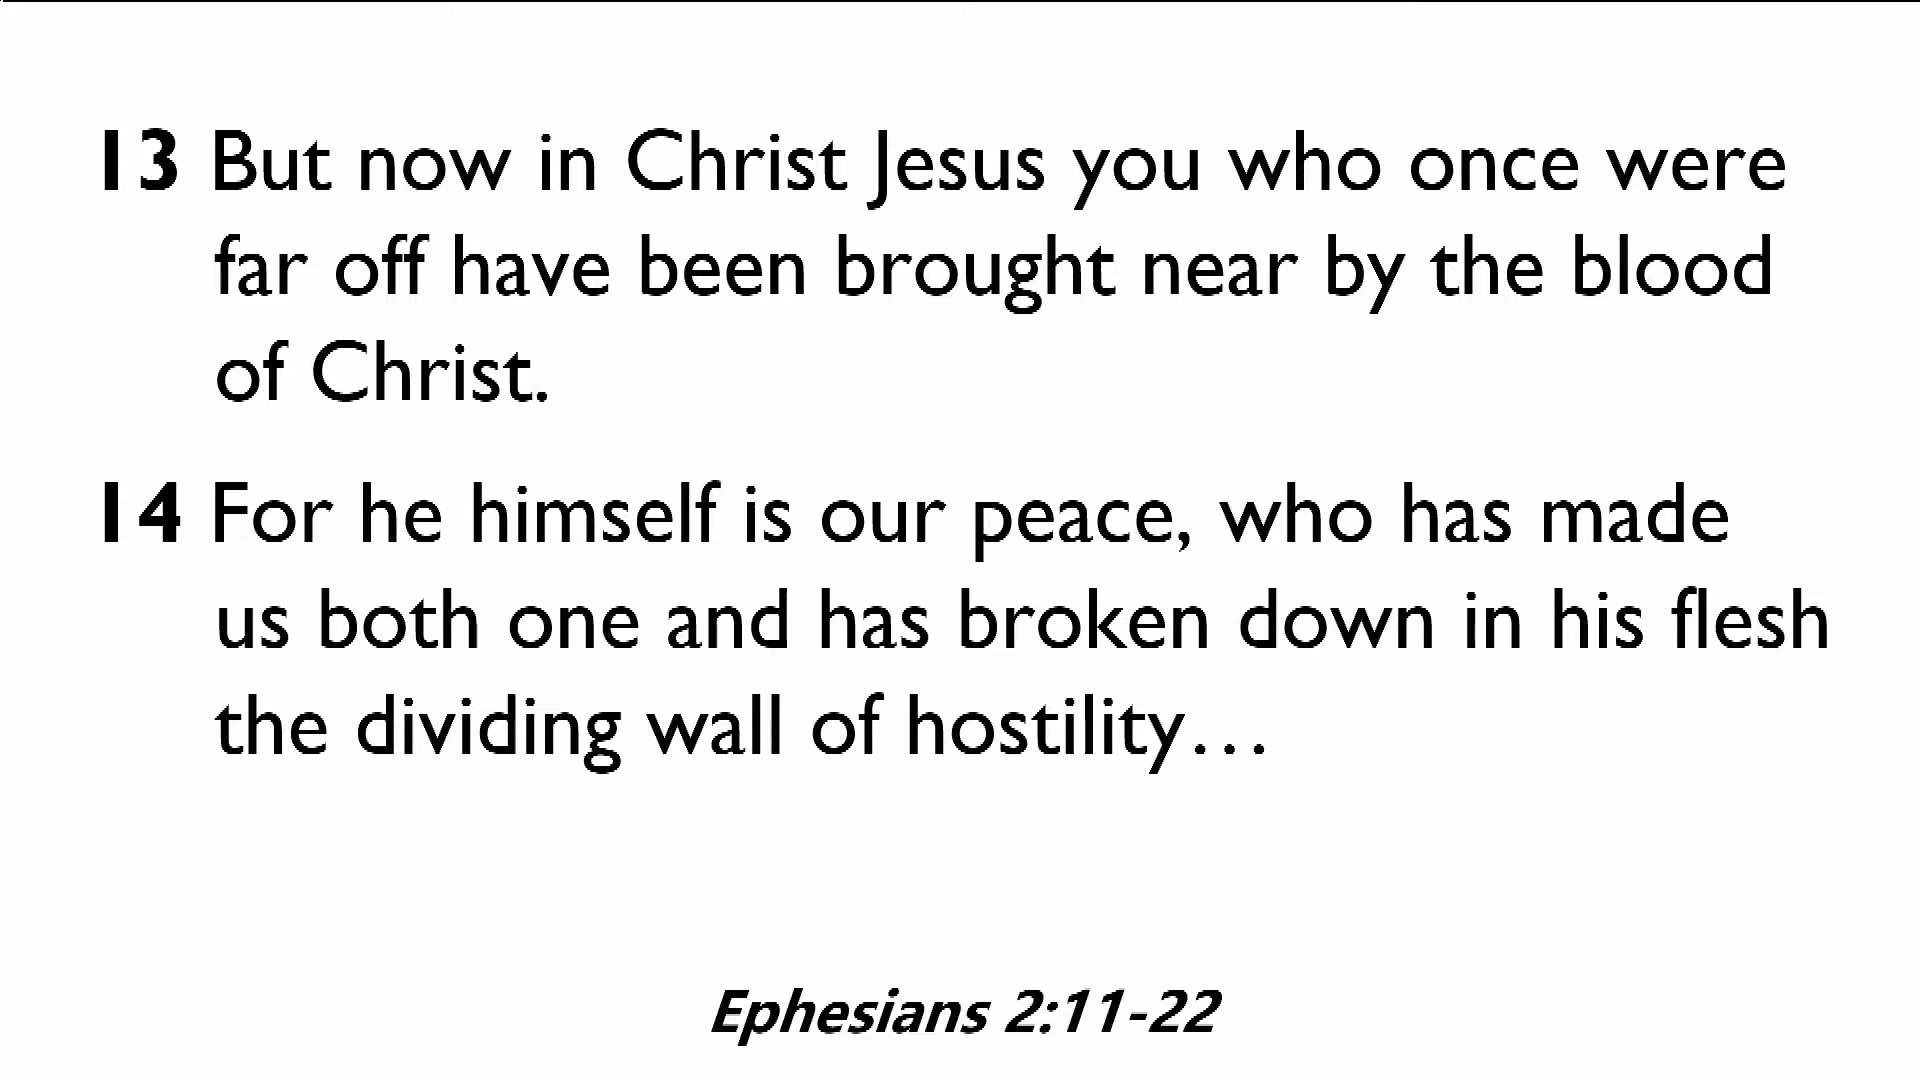 13 But now in Christ Jesus you who once were
far off have been brought near by the blood
of Christ.
14 For he himself is our peace, who has made
us both one and has broken down in his flesh
the dividing wall of hostility…
Ephesians 2:11-22